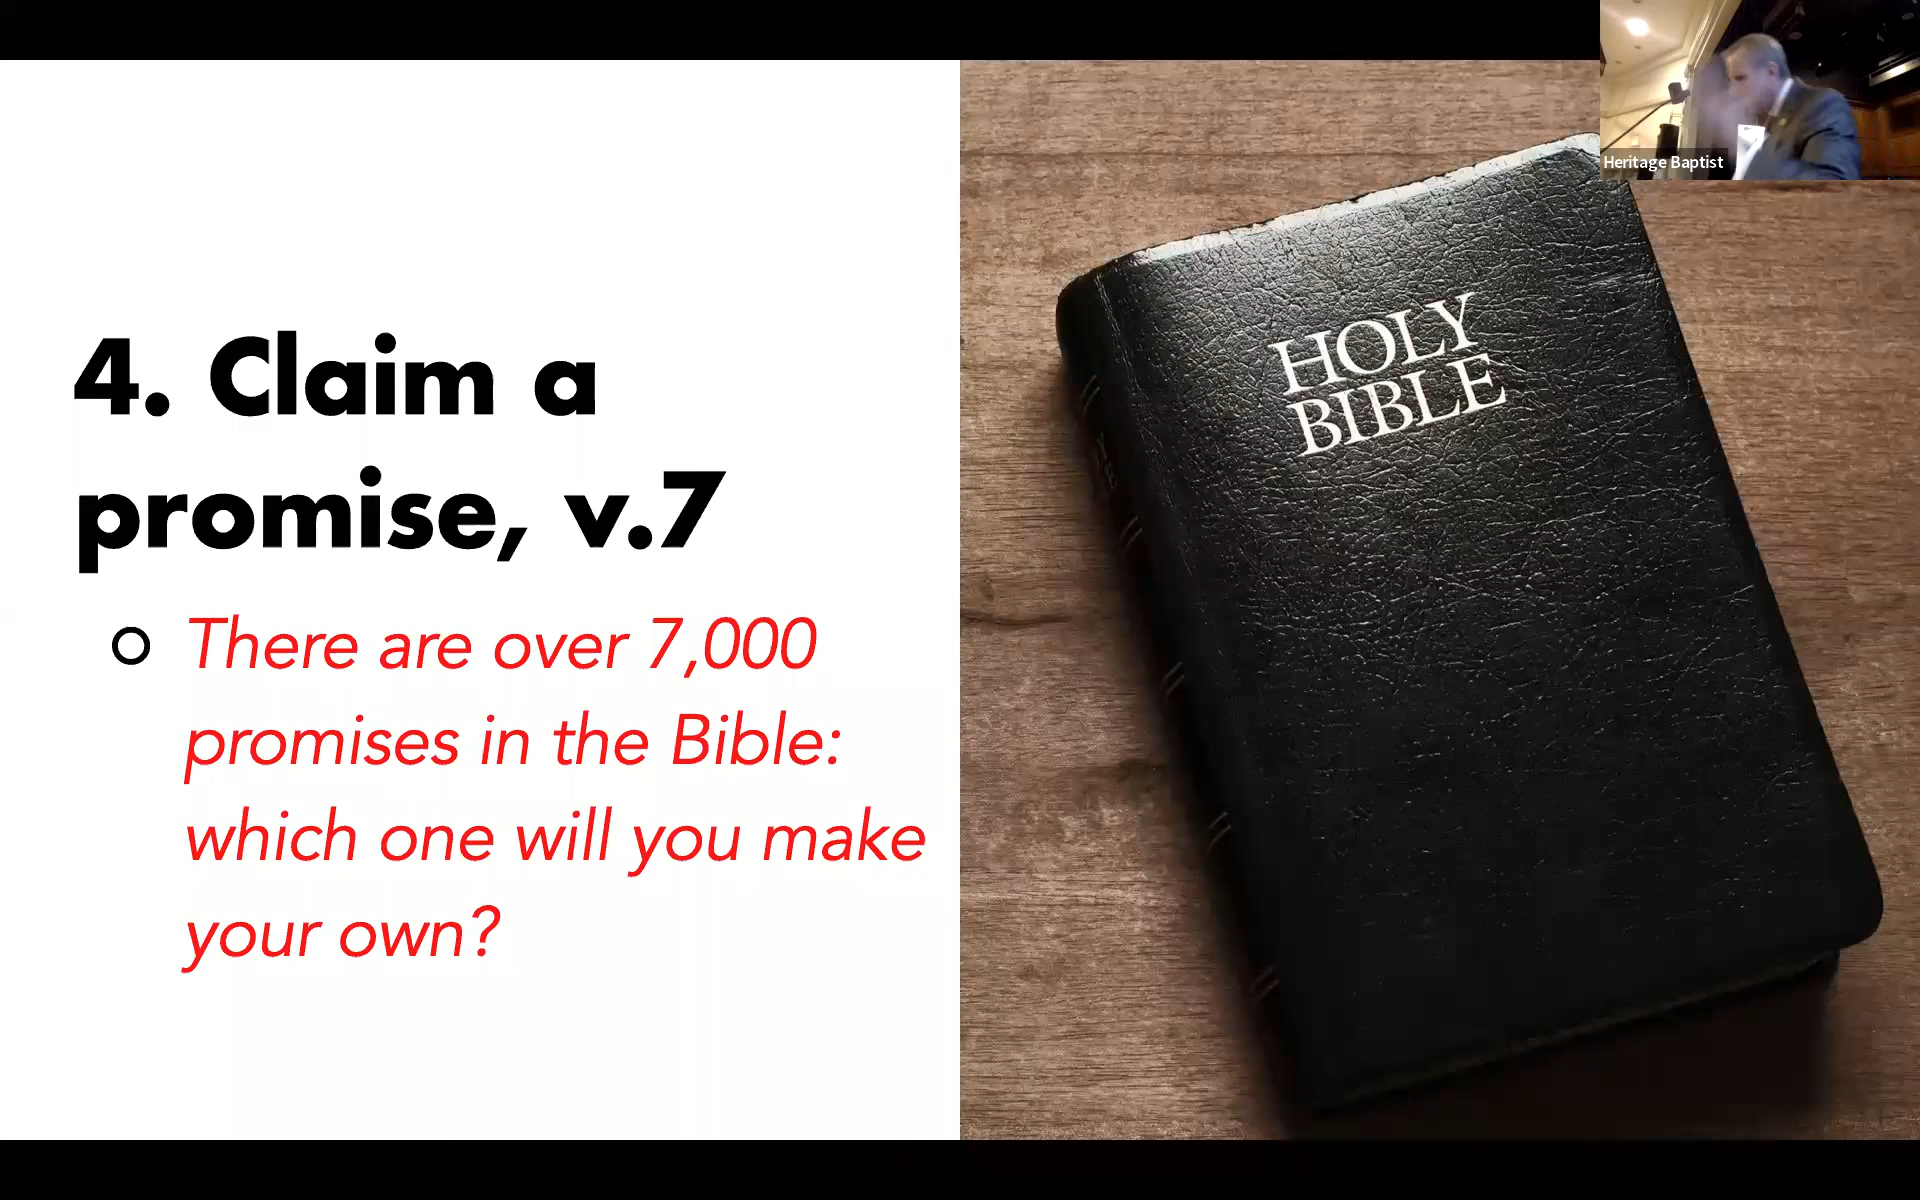 Heritage Baptist
4. Claim a
promise, v.7
There are over 7,000
promises in the Bible:
which one will you make
your own?
HOLY
BIBLE